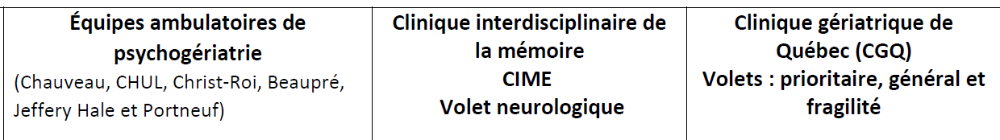 Équipes ambulatoires de
psychogériatrie
(Chauveau, CHUL, Christ-Roi, Beaupré,
Jeffery Hale et Portneuf)
Clinique interdisciplinaire de
la mémoire
CIME
Volet neurologique
Clinique gériatrique de
Québec (CGQ)
Volets : prioritaire, général et
fragilité